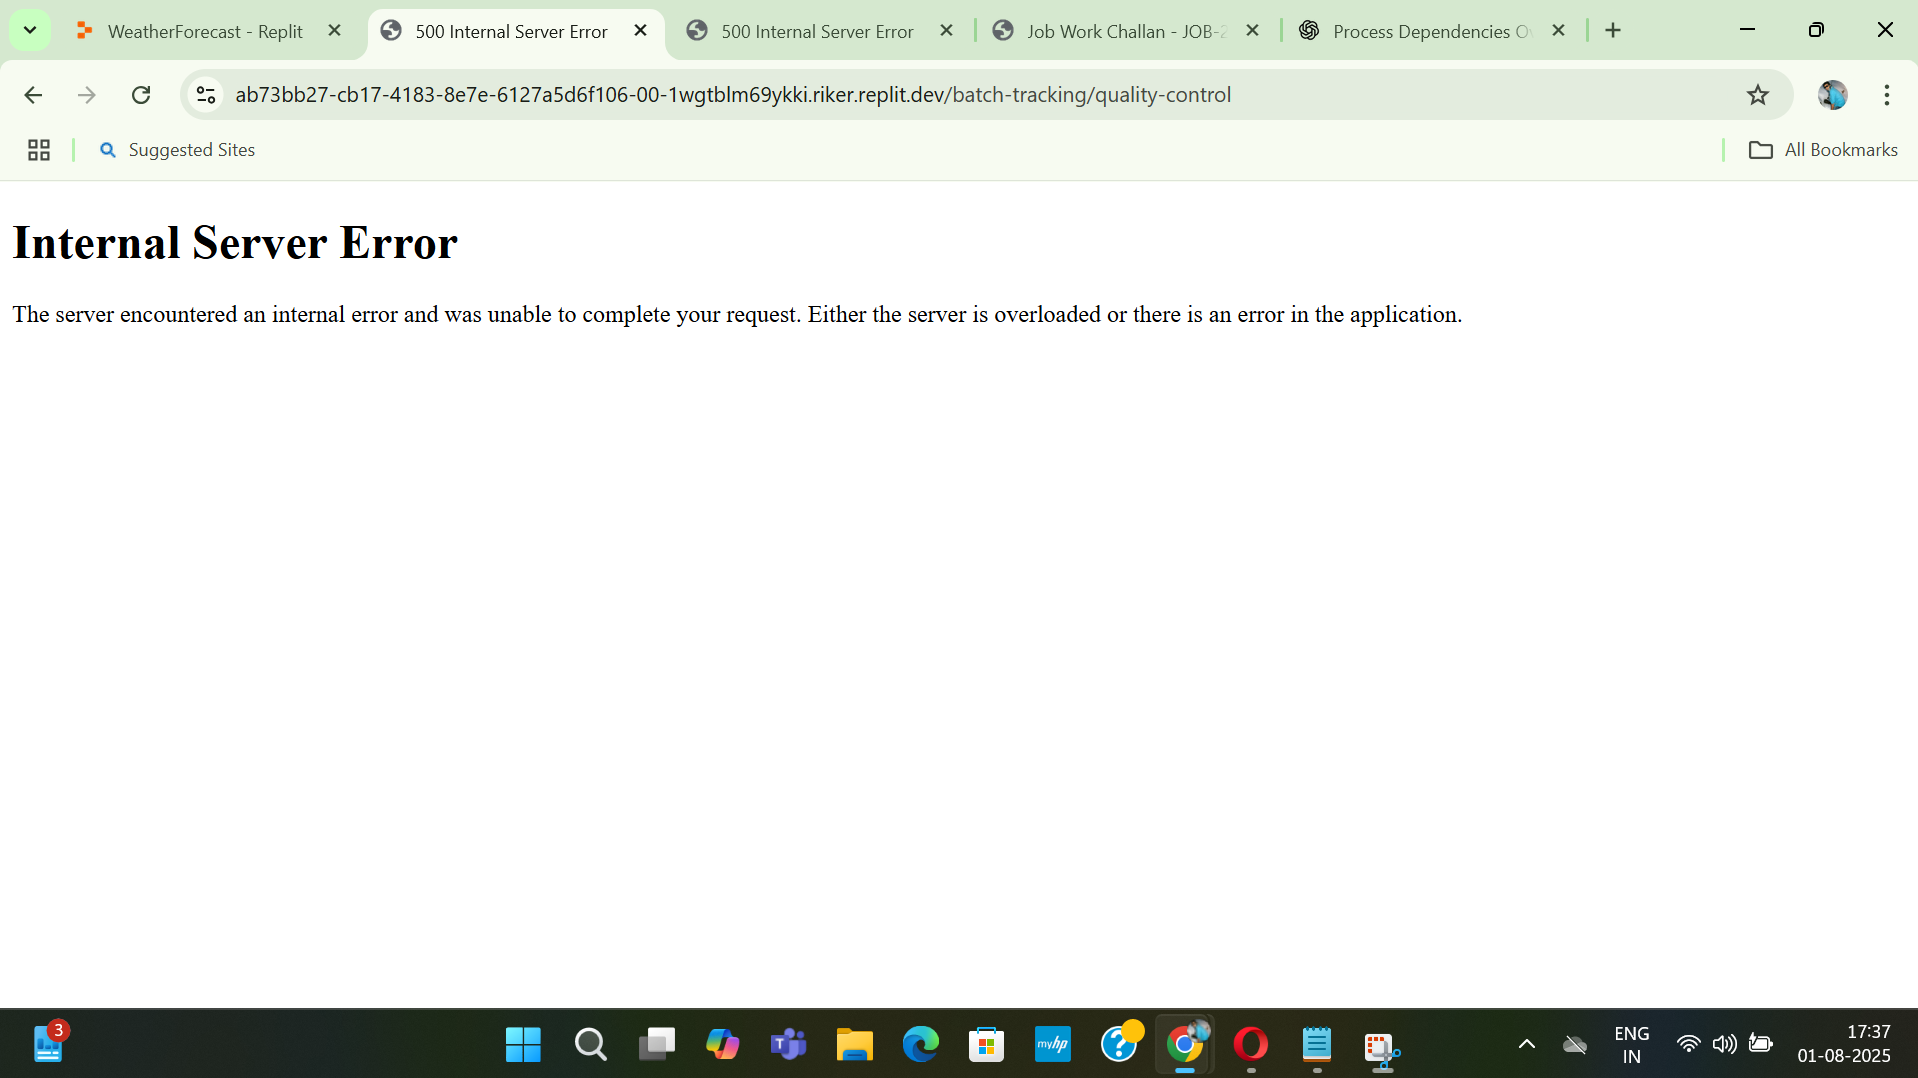 WeatherForecast - Replit
500 Internal Server Error
500 Internal Server Error
Job Work Challan - JOB-2
Process Dependencies O
ab73bb27-cb17-4183-8e7e-6127a5d6f106-00-1wgtblm69ykki.riker.replit.dev/batch-tracking/quality-control
Suggested Sites
All Bookmarks
Internal Server Error
The server encountered an internal error and was unable to complete your request. Either the server is overloaded or there is an error in the application.
3
T
myhp
?
ENG
IN
17:37
01-08-2025